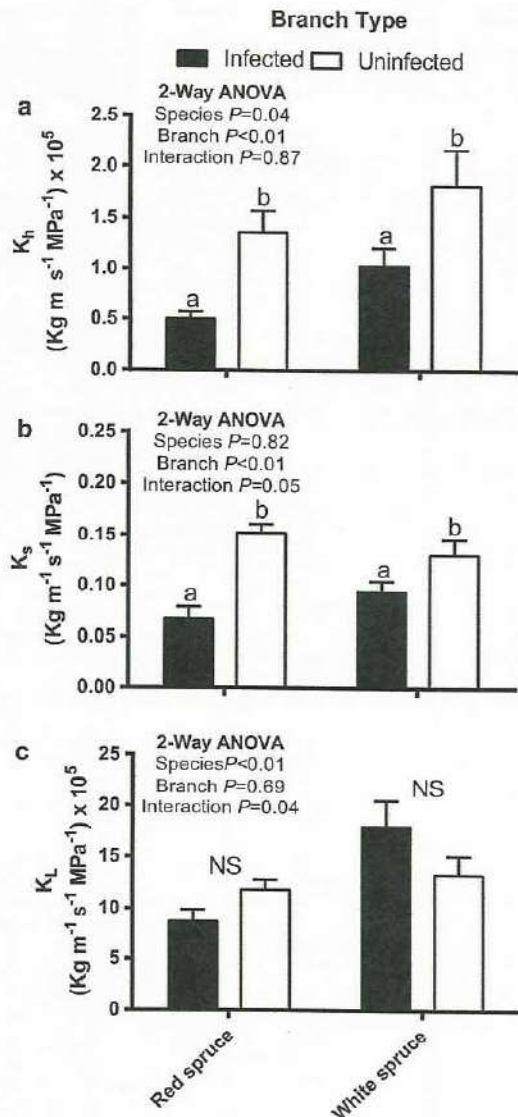 Branch Type
Infected Uninfected
a
2-Way ANOVA
Species P=0.04
Branch P<0.01
Interaction P=0.87
2.5
2.0
1.5
1.0
0.5
0.0
Kh
(Kg m s⁻¹ MPa⁻¹) x 10⁵
a
b
a
b
b
2-Way ANOVA
Species P=0.82
Branch P<0.01
Interaction P=0.05
0.25
0.20
0.15
0.10
0.05
0.00
Ks
(Kg m⁻¹ s⁻¹ MPa⁻¹)
a
b
a
b
c
2-Way ANOVA
SpeciesP<0.01
Branch P=0.69
Interaction P=0.04
25
20
15
10
5
0
KL
(Kg m⁻¹ s⁻¹ MPa⁻¹) x 10⁵
NS
NS
Red spruce
White spruce